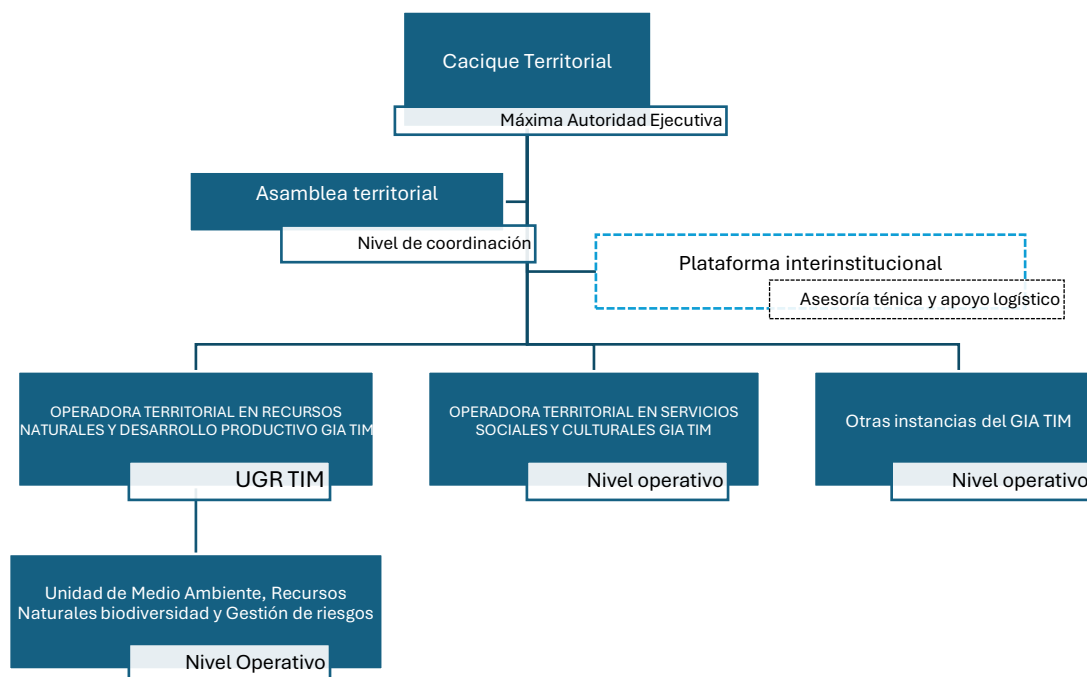 Cacique Territorial
Máxima Autoridad Ejecutiva
Asamblea territorial
Nivel de coordinación
Plataforma interinstitucional
Asesoría ténica y apoyo logístico
OPERADORA TERRITORIAL EN RECURSOS
NATURALES Y DESARROLLO PRODUCTIVO GIA TIM
UGR TIM
OPERADORA TERRITORIAL EN SERVICIOS
SOCIALES Y CULTURALES GIA TIM
Nivel operativo
Otras instancias del GIA TIM
Nivel operativo
Unidad de Medio Ambiente, Recursos
Naturales biodiversidad y Gestión de riesgos
Nivel Operativo